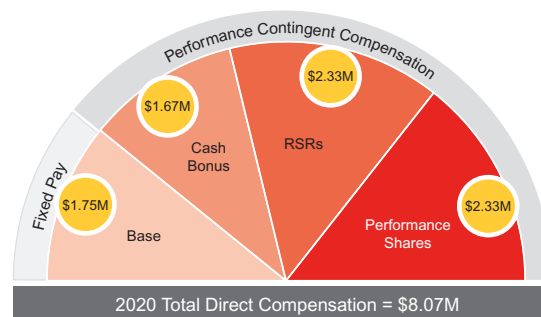 Performance Contingent Compensation
$2.33M
$1.67M
Cash
Bonus
RSRs
Fixed Pay
$1.75M
$2.33M
Base
Performance
Shares
2020 Total Direct Compensation = $8.07M